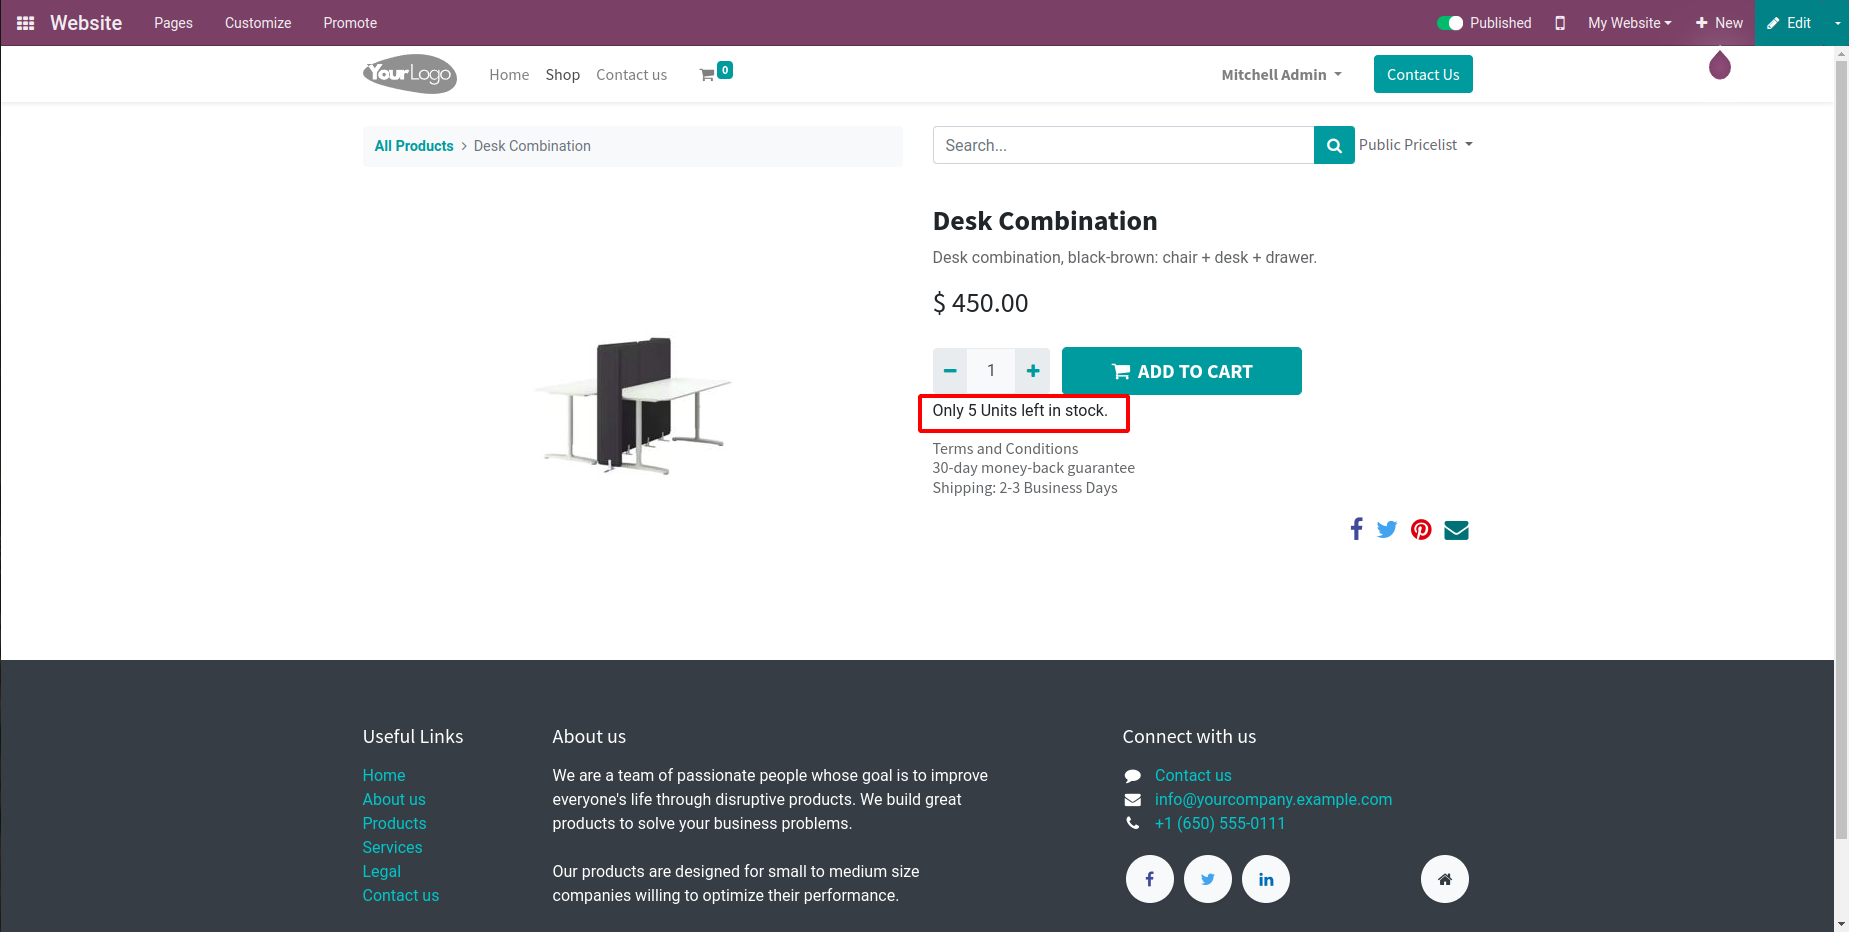 Website Pages Customize Promote Published My Website New Edit
YourLogo Home Shop Contact us 0 Mitchell Admin Contact Us
All Products > Desk Combination Search... Public Pricelist
Desk Combination
Desk combination, black-brown: chair + desk + drawer.
$ 450.00
1 ADD TO CART
Only 5 Units left in stock.
Terms and Conditions
30-day money-back guarantee
Shipping: 2-3 Business Days
Useful Links
Home
About us
Products
Services
Legal
Contact us
About us
We are a team of passionate people whose goal is to improve
everyone's life through disruptive products. We build great
products to solve your business problems.
Our products are designed for small to medium size
companies willing to optimize their performance.
Connect with us
Contact us
info@yourcompany.example.com
+1 (650) 555-0111